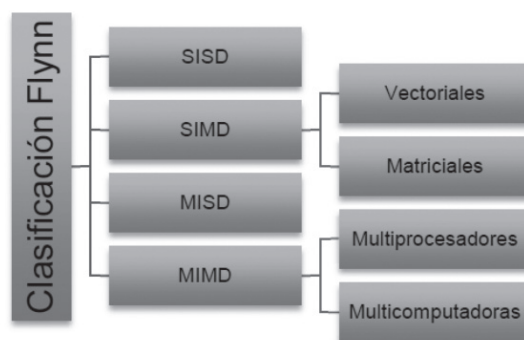 Clasificación Flynn
SISD
SIMD
Vectoriales
Matriciales
MISD
MIMD
Multiprocesadores
Multicomputadoras